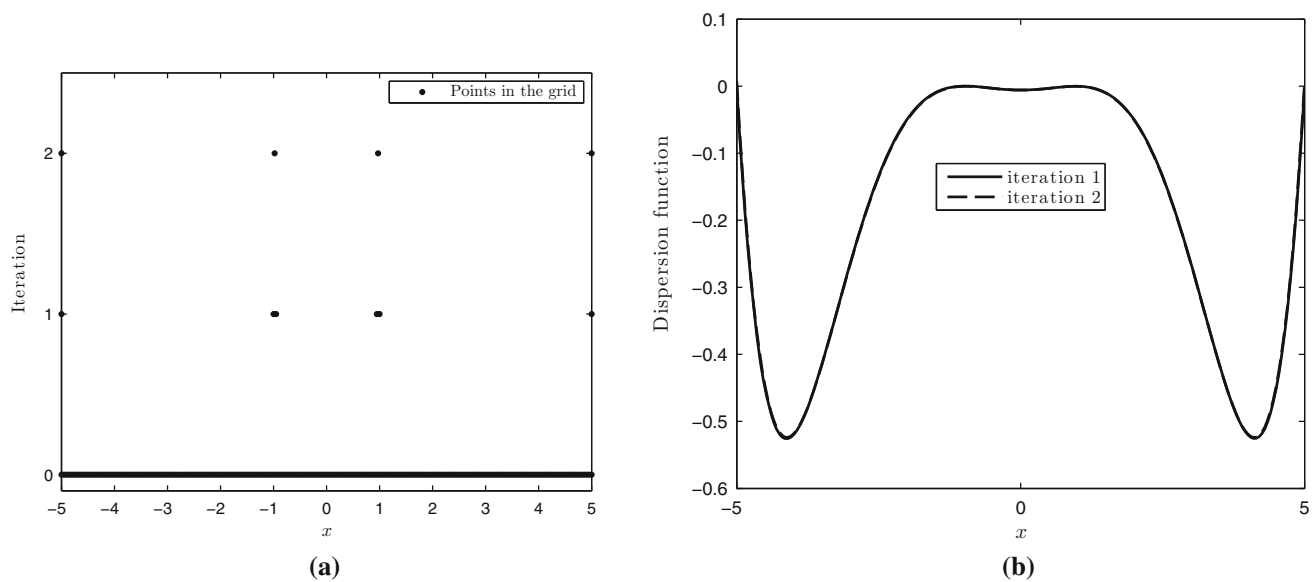 Points in the grid
2
1
0
Iteration
−5 −4 −3 −2 −1 0 1 2 3 4 5
x
(a)
0.1
0
−0.1
−0.2
−0.3
−0.4
−0.5
−0.6
Dispersion function
iteration 1
iteration 2
−5 0 5
x
(b)